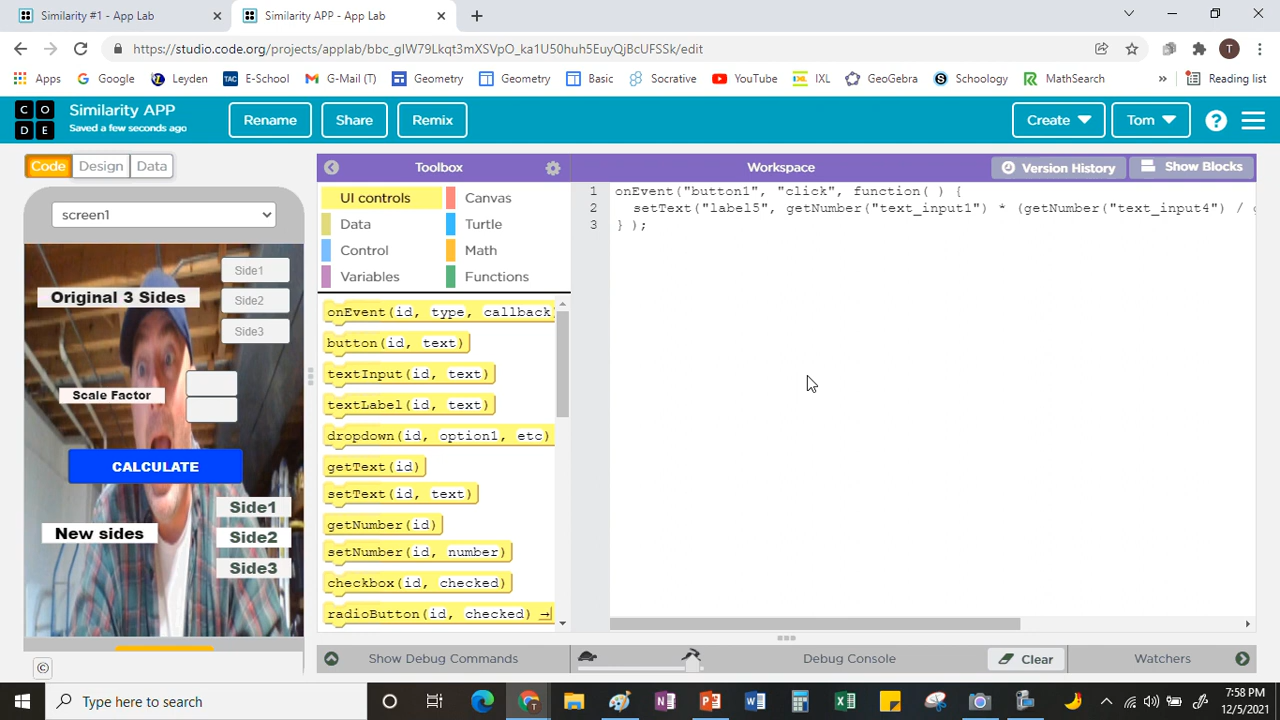 Similarity #1 - App Lab
Similarity APP - App Lab
https://studio.code.org/projects/applab/bbc_gIW79Lkqt3mXSVpO_ka1U50huh5EuyQjBcUFSSk/edit
T
Apps
Google
Leyden
TAC E-School
G-Mail (T)
Geometry
Geometry
Basic
Socrative
YouTube
IXL IXL
GeoGebra
S Schoology
MathSearch
»
Reading list
C O
D E
Similarity APP
Saved a few seconds ago
Rename
Share
Remix
Create
Tom
?
Code
Design
Data
Toolbox
Workspace
Version History
Show Blocks
screen1
UI controls
Canvas
Data
Turtle
Control
Math
Variables
Functions
1 onEvent("button1", "click", function( ) {
2 setText("label5", getNumber("text_input1") * (getNumber("text_input4") / g
3 } );
Original 3 Sides
Side1
Side2
Side3
Scale Factor
CALCULATE
New sides
Side1
Side2
Side3
onEvent(id, type, callback)
button(id, text)
textInput(id, text)
textLabel(id, text)
dropdown(id, option1, etc)
getText(id)
setText(id, text)
getNumber(id)
setNumber(id, number)
checkbox(id, checked)
radioButton(id, checked)
©
Show Debug Commands
Debug Console
Clear
Watchers
Type here to search
7:58 PM
12/5/2021